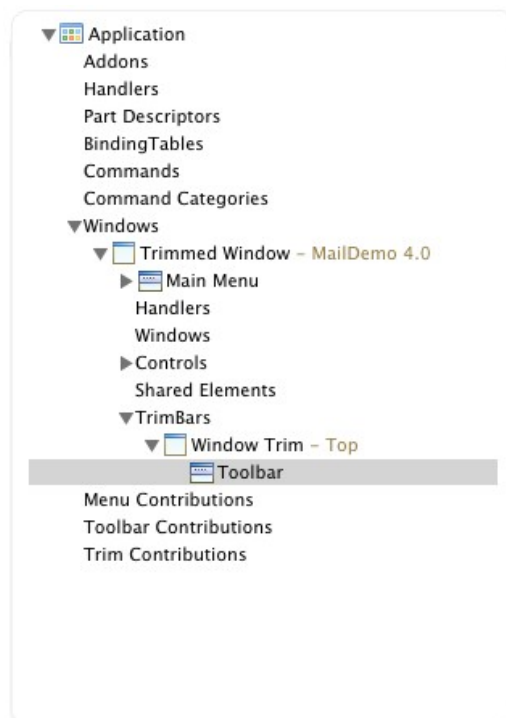 Application
Addons
Handlers
Part Descriptors
BindingTables
Commands
Command Categories
Windows
Trimmed Window – MailDemo 4.0
Main Menu
Handlers
Windows
Controls
Shared Elements
TrimBars
Window Trim – Top
Toolbar
Menu Contributions
Toolbar Contributions
Trim Contributions